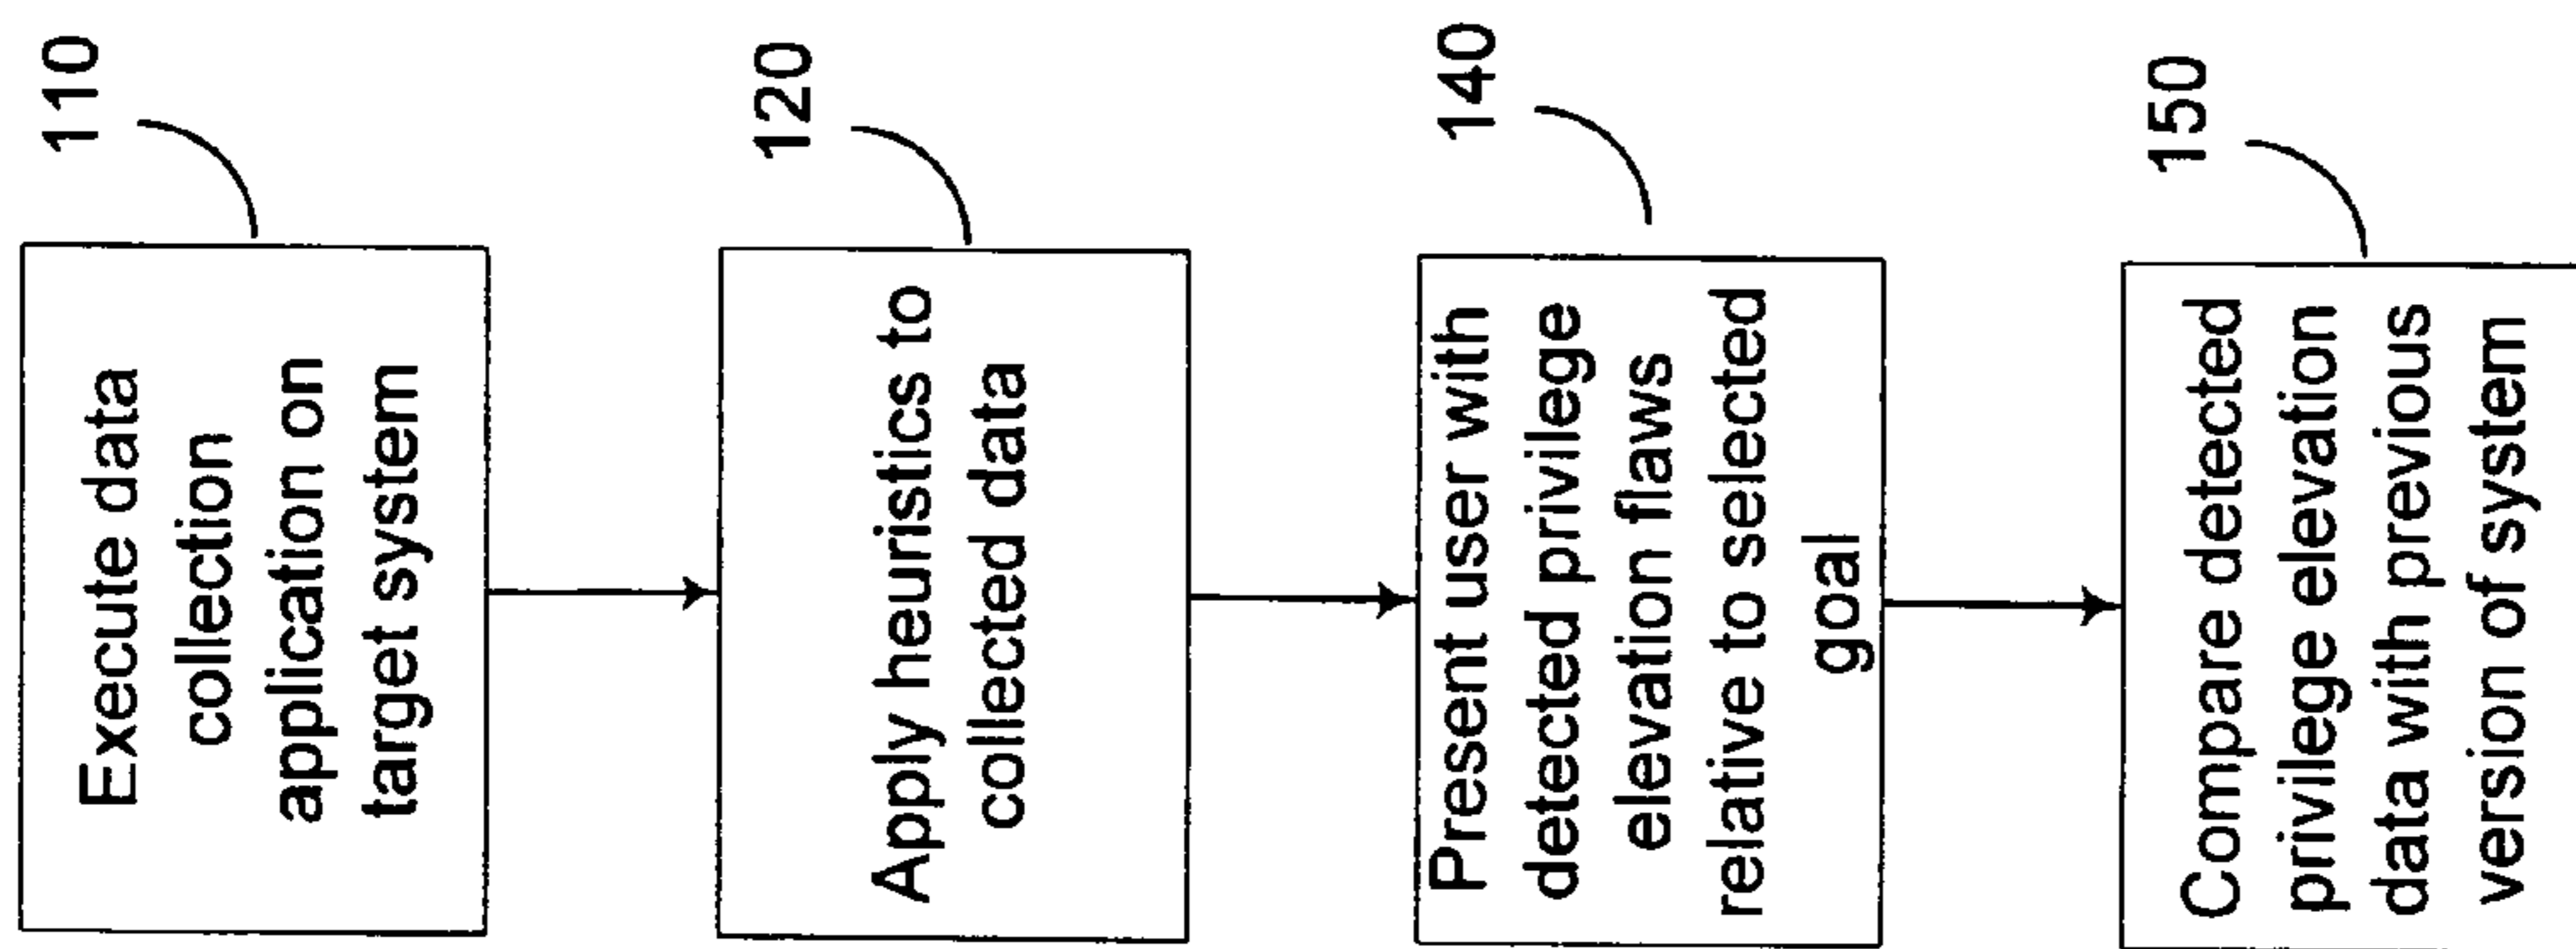 110
Execute data
collection
application on
target system
120
Apply heuristics to
collected data
140
Present user with
detected privilege
elevation flaws
relative to selected
goal
150
Compare detected
privilege elevation
data with previous
version of system